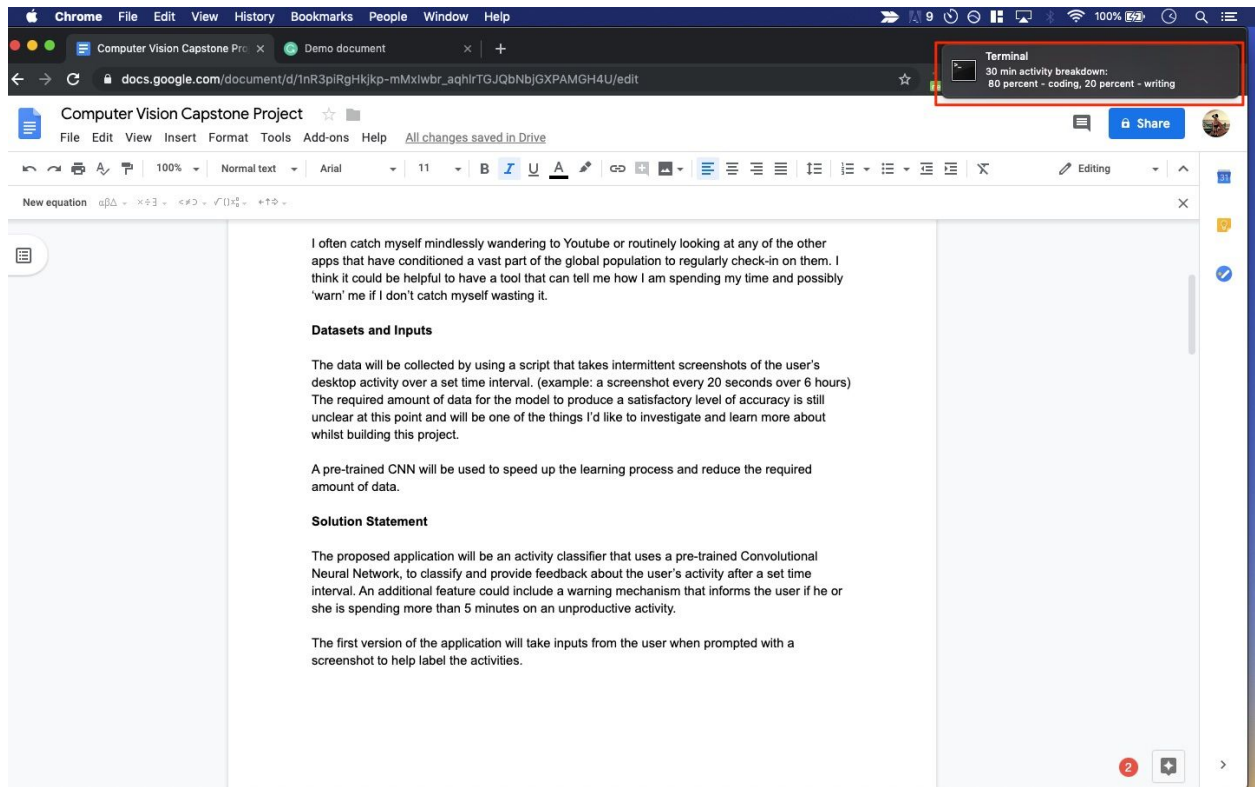 Chrome File Edit View History Bookmarks People Window Help 9 100%
Computer Vision Capstone Pro
Demo document
docs.google.com/document/d/1nR3piRgHkjkp-mMxIwbr_aqhIrTGJQbNbjGXPAMGH4U/edit
Terminal
30 min activity breakdown:
80 percent - coding, 20 percent - writing
Computer Vision Capstone Project
Share
File Edit View Insert Format Tools Add-ons Help All changes saved in Drive
100% Normal text Arial 11 B I U A Editing
31
New equation
I often catch myself mindlessly wandering to Youtube or routinely looking at any of the other
apps that have conditioned a vast part of the global population to regularly check-in on them. I
think it could be helpful to have a tool that can tell me how I am spending my time and possibly
‘warn’ me if I don’t catch myself wasting it.
Datasets and Inputs
The data will be collected by using a script that takes intermittent screenshots of the user’s
desktop activity over a set time interval. (example: a screenshot every 20 seconds over 6 hours)
The required amount of data for the model to produce a satisfactory level of accuracy is still
unclear at this point and will be one of the things I’d like to investigate and learn more about
whilst building this project.
A pre-trained CNN will be used to speed up the learning process and reduce the required
amount of data.
Solution Statement
The proposed application will be an activity classifier that uses a pre-trained Convolutional
Neural Network, to classify and provide feedback about the user’s activity after a set time
interval. An additional feature could include a warning mechanism that informs the user if he or
she is spending more than 5 minutes on an unproductive activity.
The first version of the application will take inputs from the user when prompted with a
screenshot to help label the activities.
2